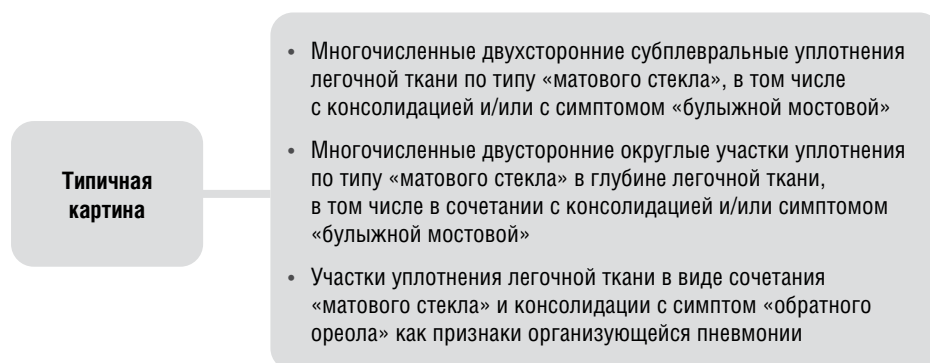 Типичная
картина
• Многочисленные двухсторонние субплевральные уплотнения
легочной ткани по типу «матового стекла», в том числе
с консолидацией и/или с симптомом «булыжной мостовой»
• Многочисленные двусторонние округлые участки уплотнения
по типу «матового стекла» в глубине легочной ткани,
в том числе в сочетании с консолидацией и/или симптомом
«булыжной мостовой»
• Участки уплотнения легочной ткани в виде сочетания
«матового стекла» и консолидации с симптом «обратного
ореола» как признаки организующейся пневмонии